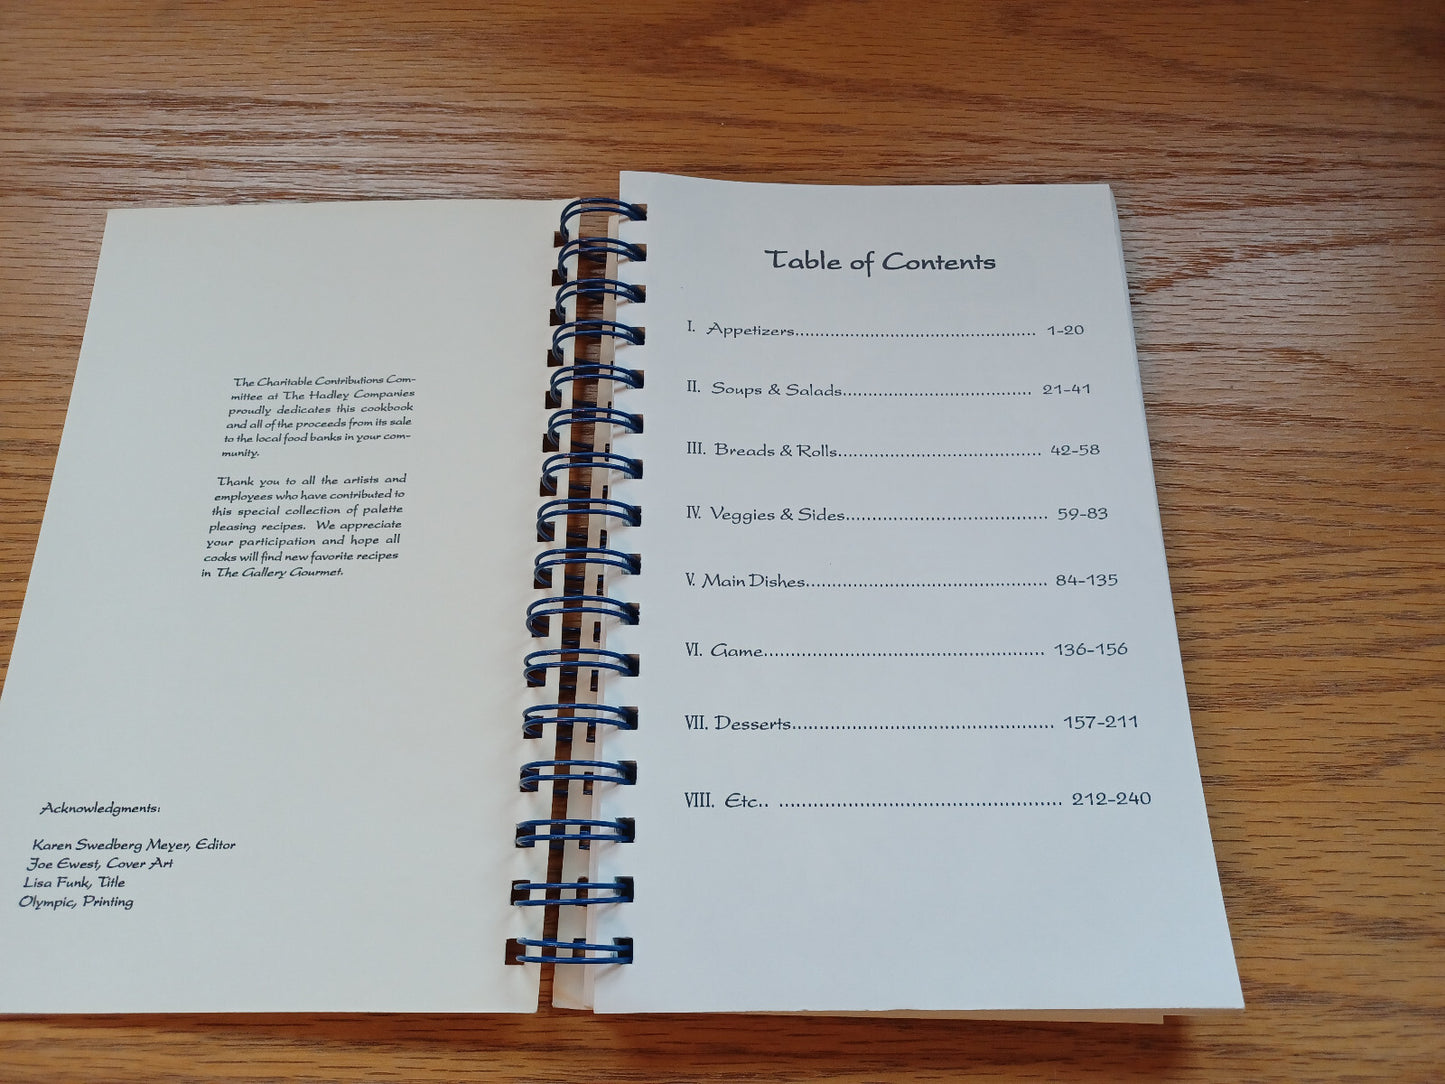 The Charitable Contributions Com-
mittee at The Hadley Companies
proudly dedicates this cookbook
and all of the proceeds from its sale
to the local food banks in your com-
munity.
Thank you to all the artists and
employees who have contributed to
this special collection of palette
pleasing recipes. We appreciate
your participation and hope all
cooks will find new favorite recipes
in The Gallery Gourmet.
Acknowledgments:
Karen Swedberg Meyer, Editor
Joe Ewest, Cover Art
Lisa Funk, Title
Olympic, Printing
Table of Contents
I. Appetizers.............................................. 1-20
II. Soups & Salads.................................... 21-41
III. Breads & Rolls....................................... 42-58
IV. Veggies & Sides....................................... 59-83
V. Main Dishes.............................................. 84-135
VI. Game...................................................... 136-156
VII. Desserts.................................................. 157-211
VIII. Etc.. ...................................................... 212-240